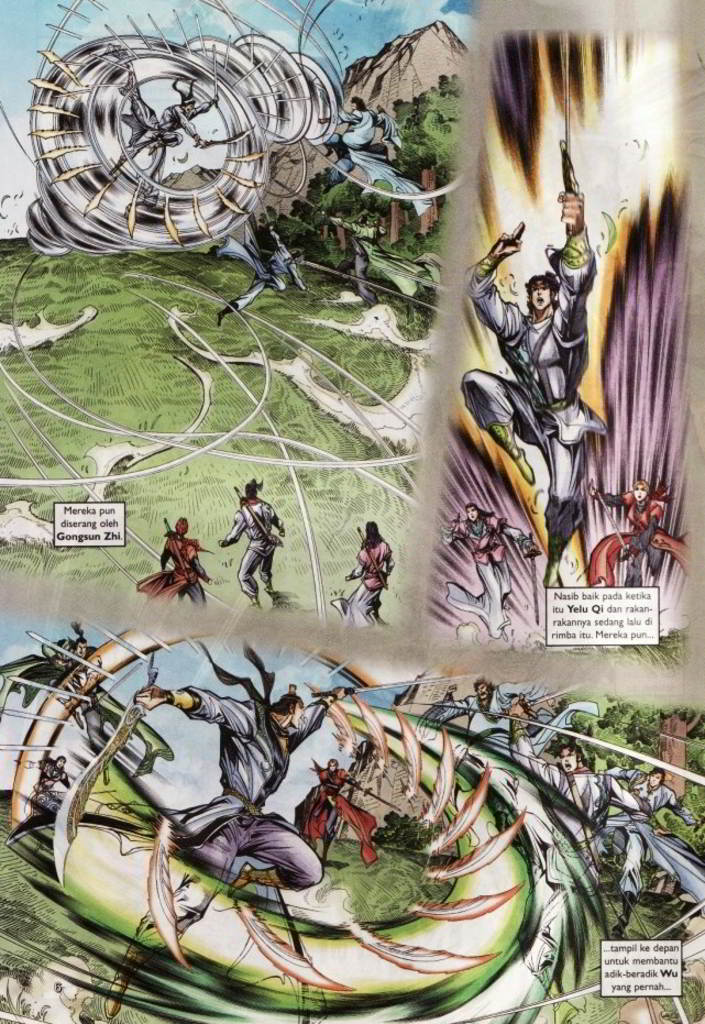 Mereka pun
diserang oleh
Gongsun Zhi.
Nasib baik pada ketika
itu Yelu Qi dan rakan-
rakannya sedang lalu di
rimba itu. Mereka pun...
...tampil ke depan
untuk membantu
adik-beradik Wu
yang pernah...
6